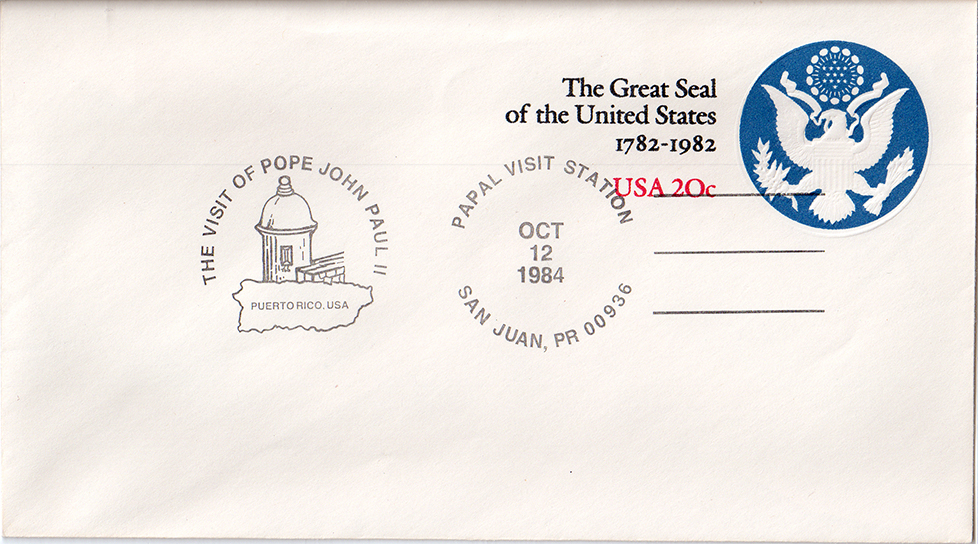 The Great Seal
of the United States
1782-1982
USA 20c
THE VISIT OF POPE JOHN PAUL II
PUERTO RICO. USA
PAPAL VISIT STATION
OCT
12
1984
SAN JUAN, PR 00936